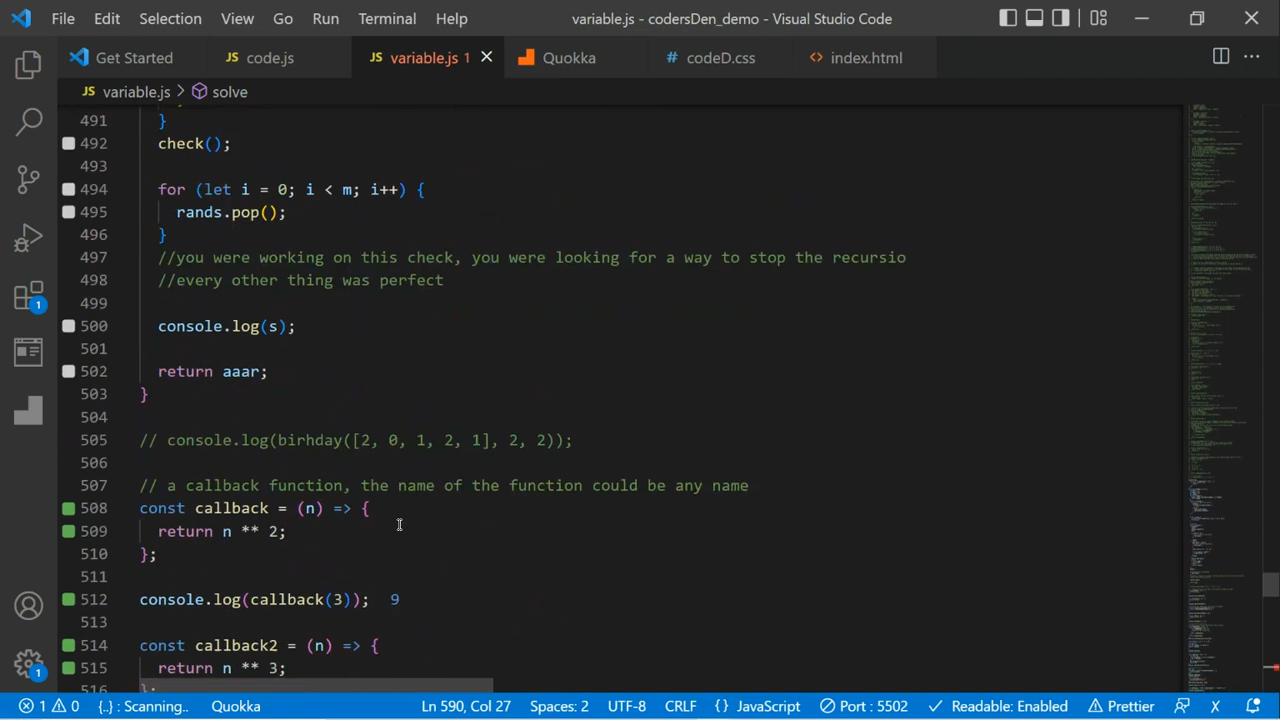 File Edit Selection View Go Run Terminal Help variable.js - codersDen_demo - Visual Studio Code
Get Started JS code.js JS variable.js 1 Quokka # codeD.css <> index.html
JS variable.js > solve
491 }
492 check();
493
494 for (let i = 0; i < m; i++) {
495 rands.pop();
496 }
497 //you were working on this check, you were looking for a way to stop the recursio
498 //every other thing was perfect
499
500 console.log(s);
501
502 return aaar;
503 }
504
505 // console.log(birhday([2, 0, 1, 2, 1], 2, 2));
506
507 // a callback function, the name of the function could be any name
508 const callback = (n) => {
509 return n ** 2;
510 };
511
512 console.log(callback(3)); 9
513
514 const callback2 = (n) => {
515 return n ** 3;
516 };
1
1
1 0 {..} : Scanning.. Quokka Ln 590, Col 27 Spaces: 2 UTF-8 CRLF {} JavaScript Port : 5502 Readable: Enabled Prettier X